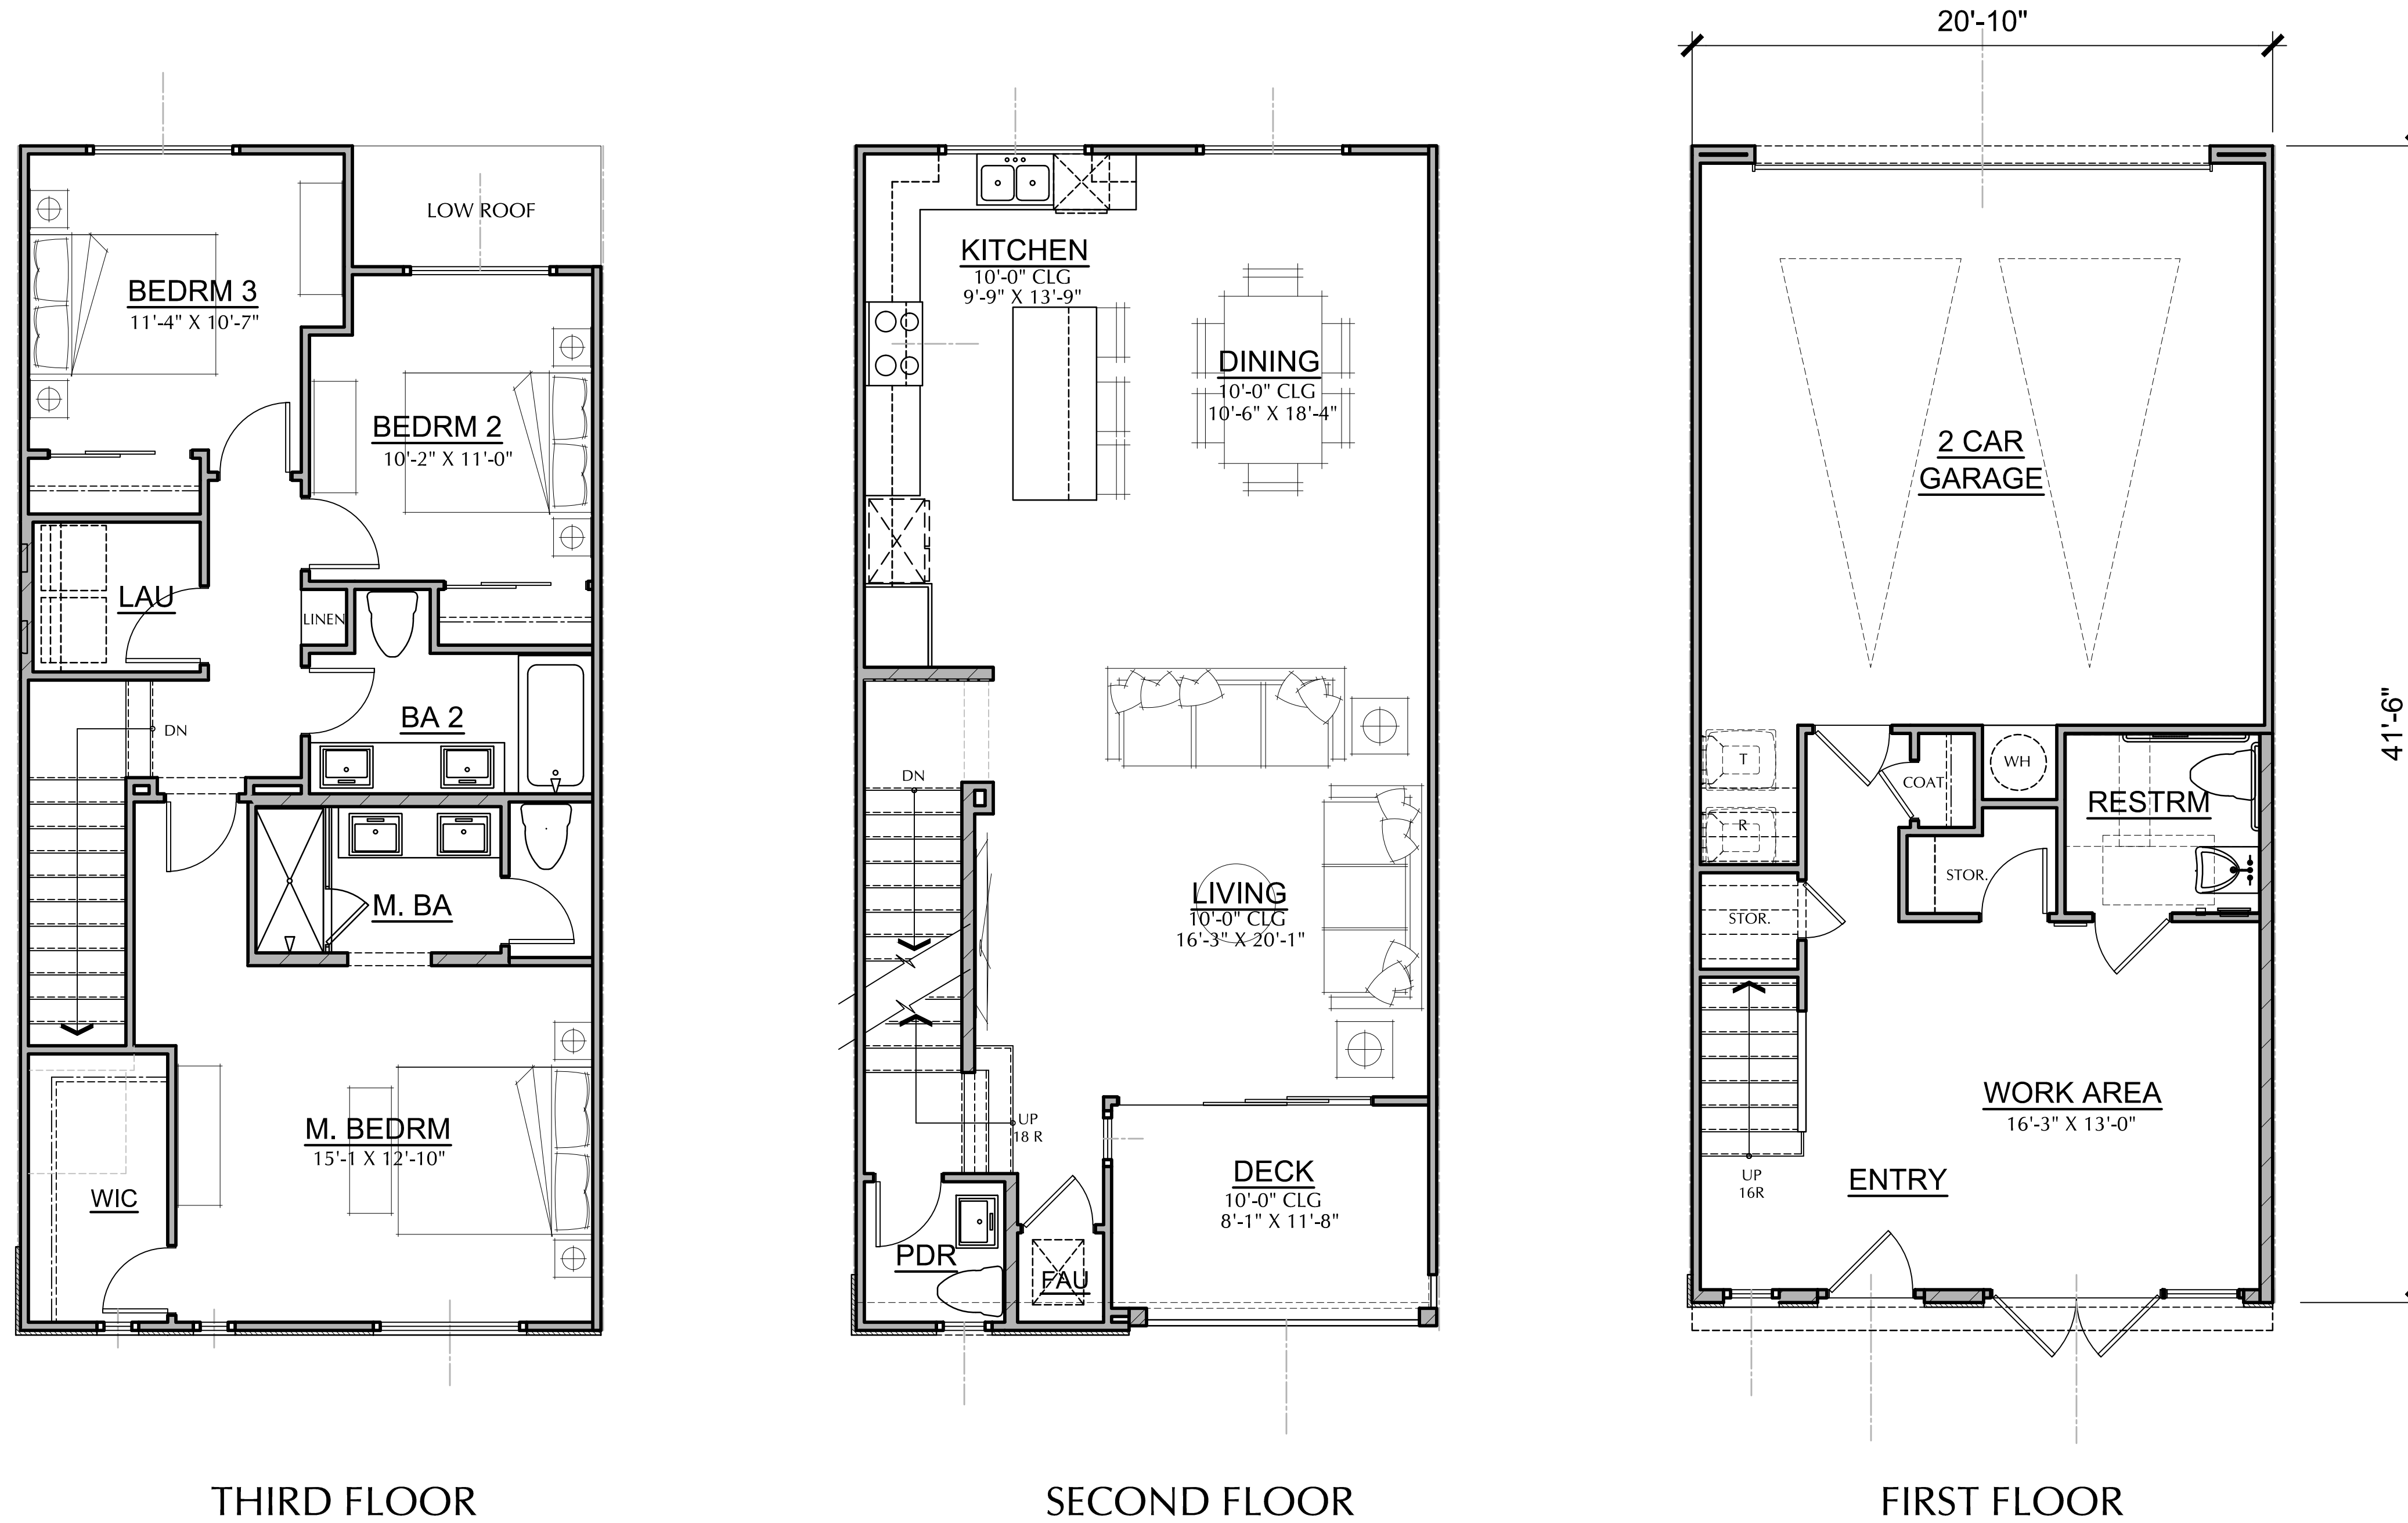 LOW ROOF
BEDRM 3
11'-4" X 10'-7"
BEDRM 2
10'-2" X 11'-0"
LAU
LINEN
DN
BA 2
M. BA
M. BEDRM
15'-1 X 12'-10"
WIC
THIRD FLOOR
KITCHEN
10'-0" CLG
9'-9" X 13'-9"
DINING
10'-0" CLG
10'-6" X 18'-4"
DN
LIVING
10'-0" CLG
16'-3" X 20'-1"
UP
18 R
DECK
10'-0" CLG
8'-1" X 11'-8"
PDR
FAU
SECOND FLOOR
20'-10"
2 CAR
GARAGE
41'-6"
T
R
COAT
WH
RESTRM
STOR.
STOR.
WORK AREA
16'-3" X 13'-0"
UP
16R
ENTRY
FIRST FLOOR